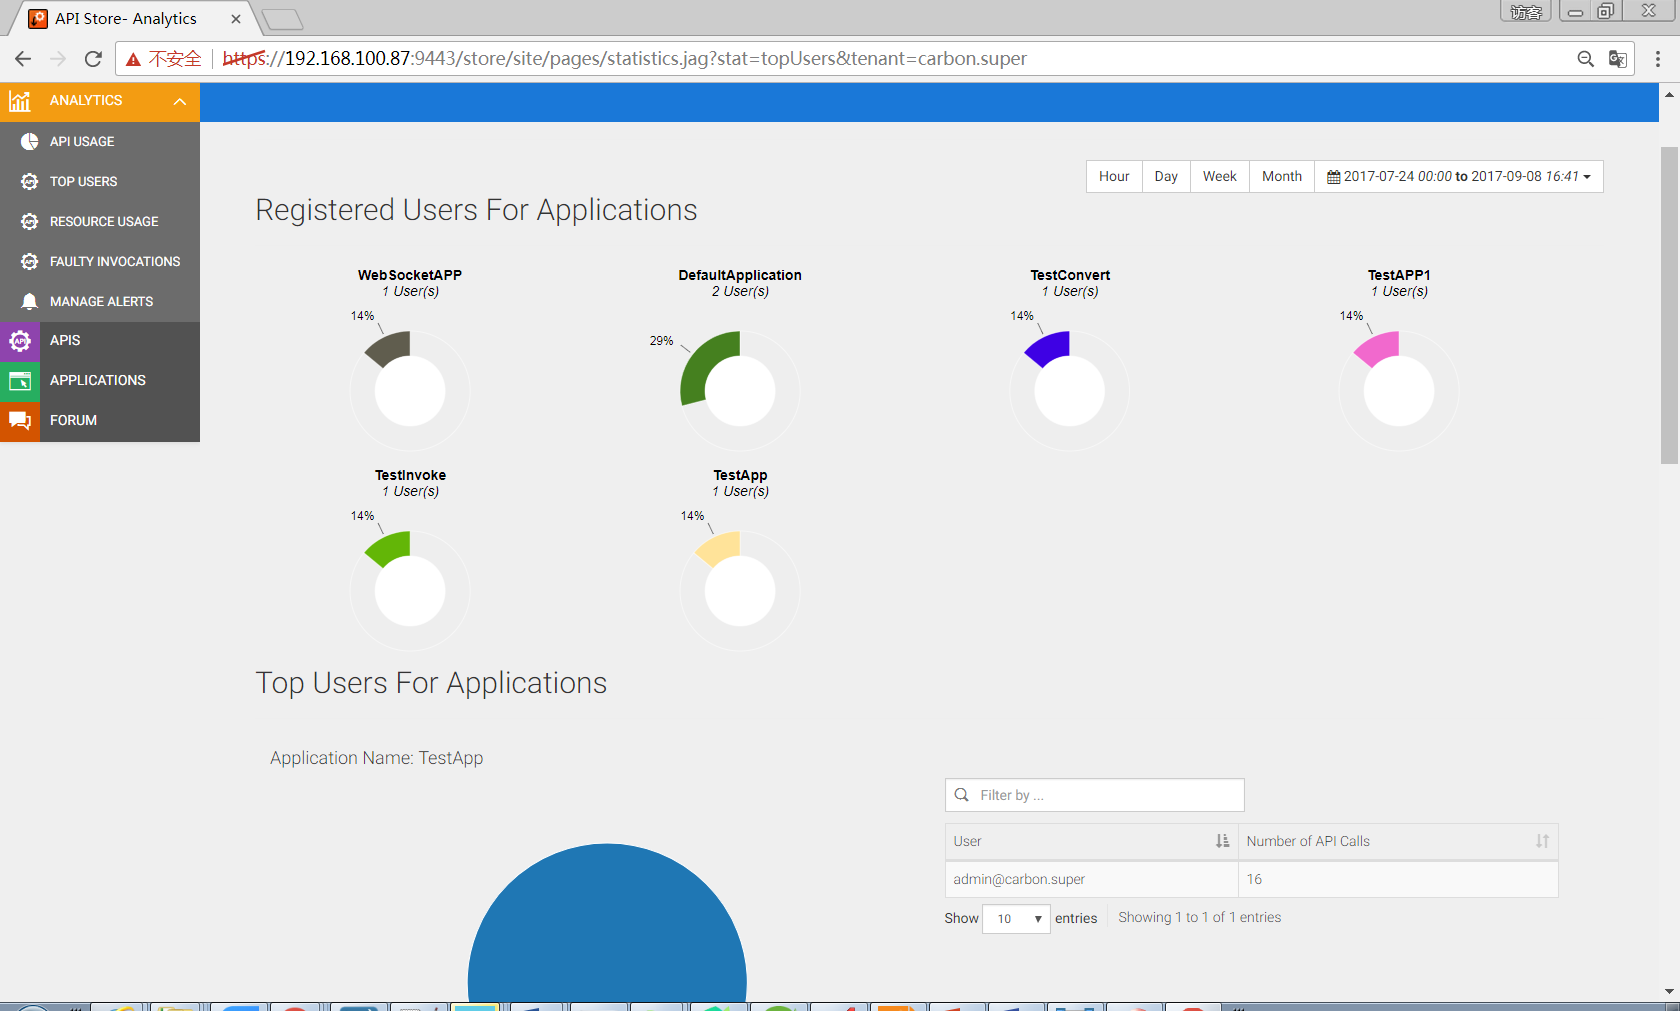 API Store- Analytics
访客
不安全
https://192.168.100.87:9443/store/site/pages/statistics.jag?stat=topUsers&tenant=carbon.super
ANALYTICS
API USAGE
TOP USERS
RESOURCE USAGE
FAULTY INVOCATIONS
MANAGE ALERTS
APIS
APPLICATIONS
FORUM
Hour Day Week Month 2017-07-24 00:00 to 2017-09-08 16:41
Registered Users For Applications
WebSocketAPP
1 User(s)
14%
DefaultApplication
2 User(s)
29%
TestConvert
1 User(s)
14%
TestAPP1
1 User(s)
14%
TestInvoke
1 User(s)
14%
TestApp
1 User(s)
14%
Top Users For Applications
Application Name: TestApp
Filter by ...
User Number of API Calls
admin@carbon.super 16
Show 10 entries Showing 1 to 1 of 1 entries